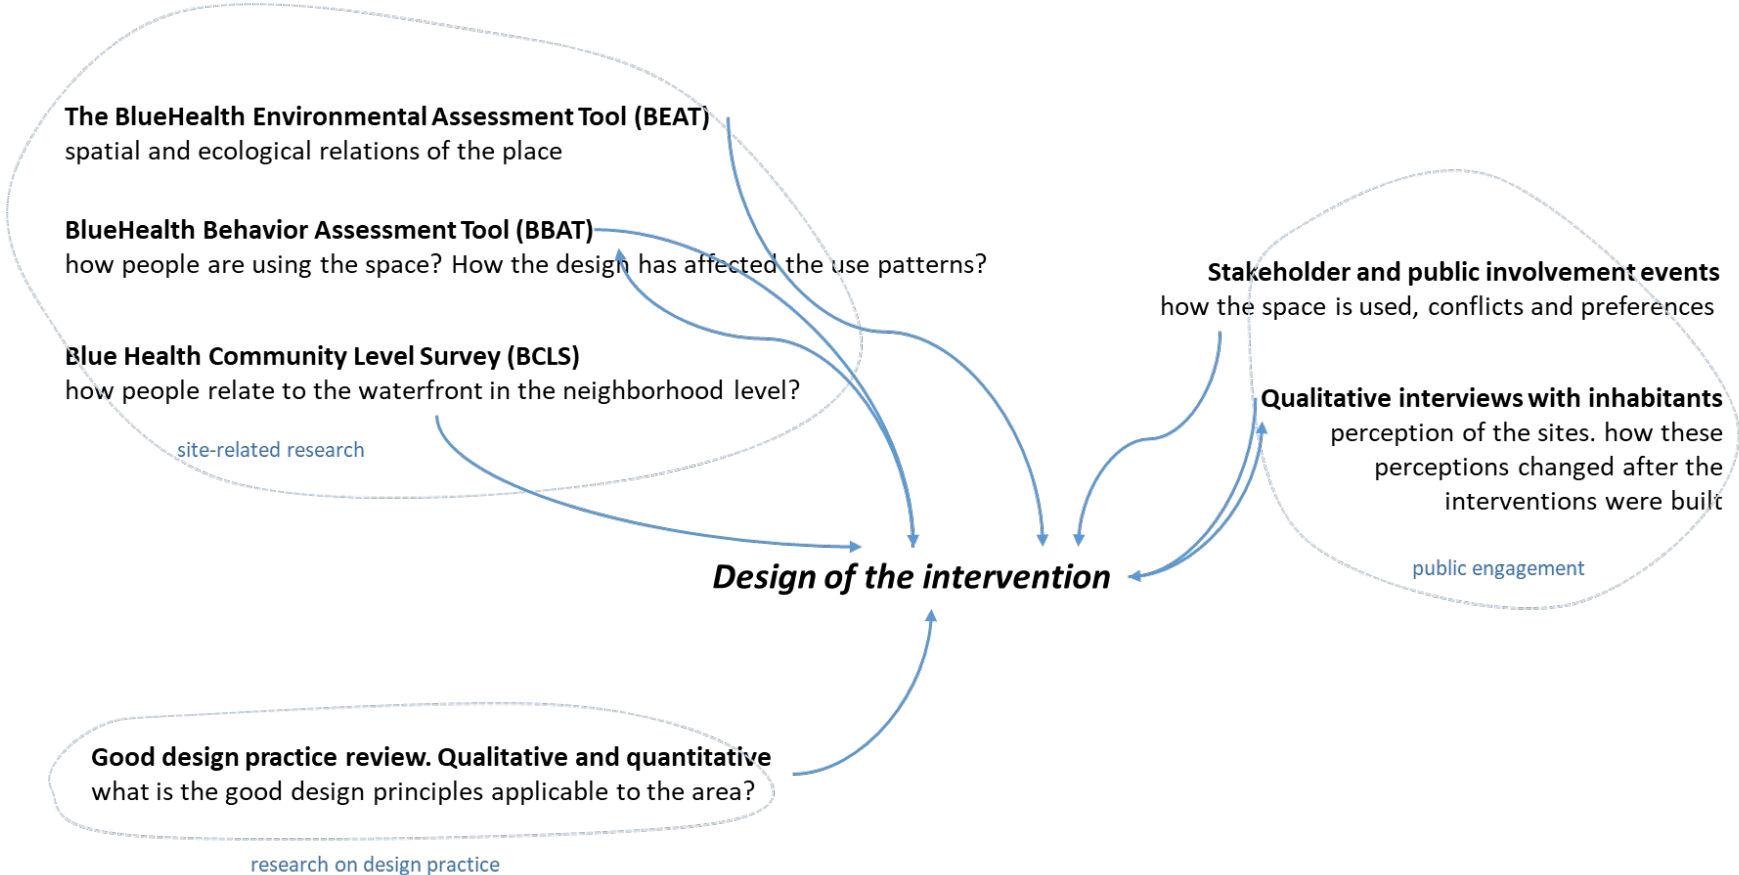 The BlueHealth Environmental Assessment Tool (BEAT)
spatial and ecological relations of the place
BlueHealth Behavior Assessment Tool (BBAT)
how people are using the space? How the design has affected the use patterns?
Blue Health Community Level Survey (BCLS)
how people relate to the waterfront in the neighborhood level?
site-related research
Stakeholder and public involvement events
how the space is used, conflicts and preferences
Qualitative interviews with inhabitants
perception of the sites. how these
perceptions changed after the
interventions were built
public engagement
Design of the intervention
Good design practice review. Qualitative and quantitative
what is the good design principles applicable to the area?
research on design practice